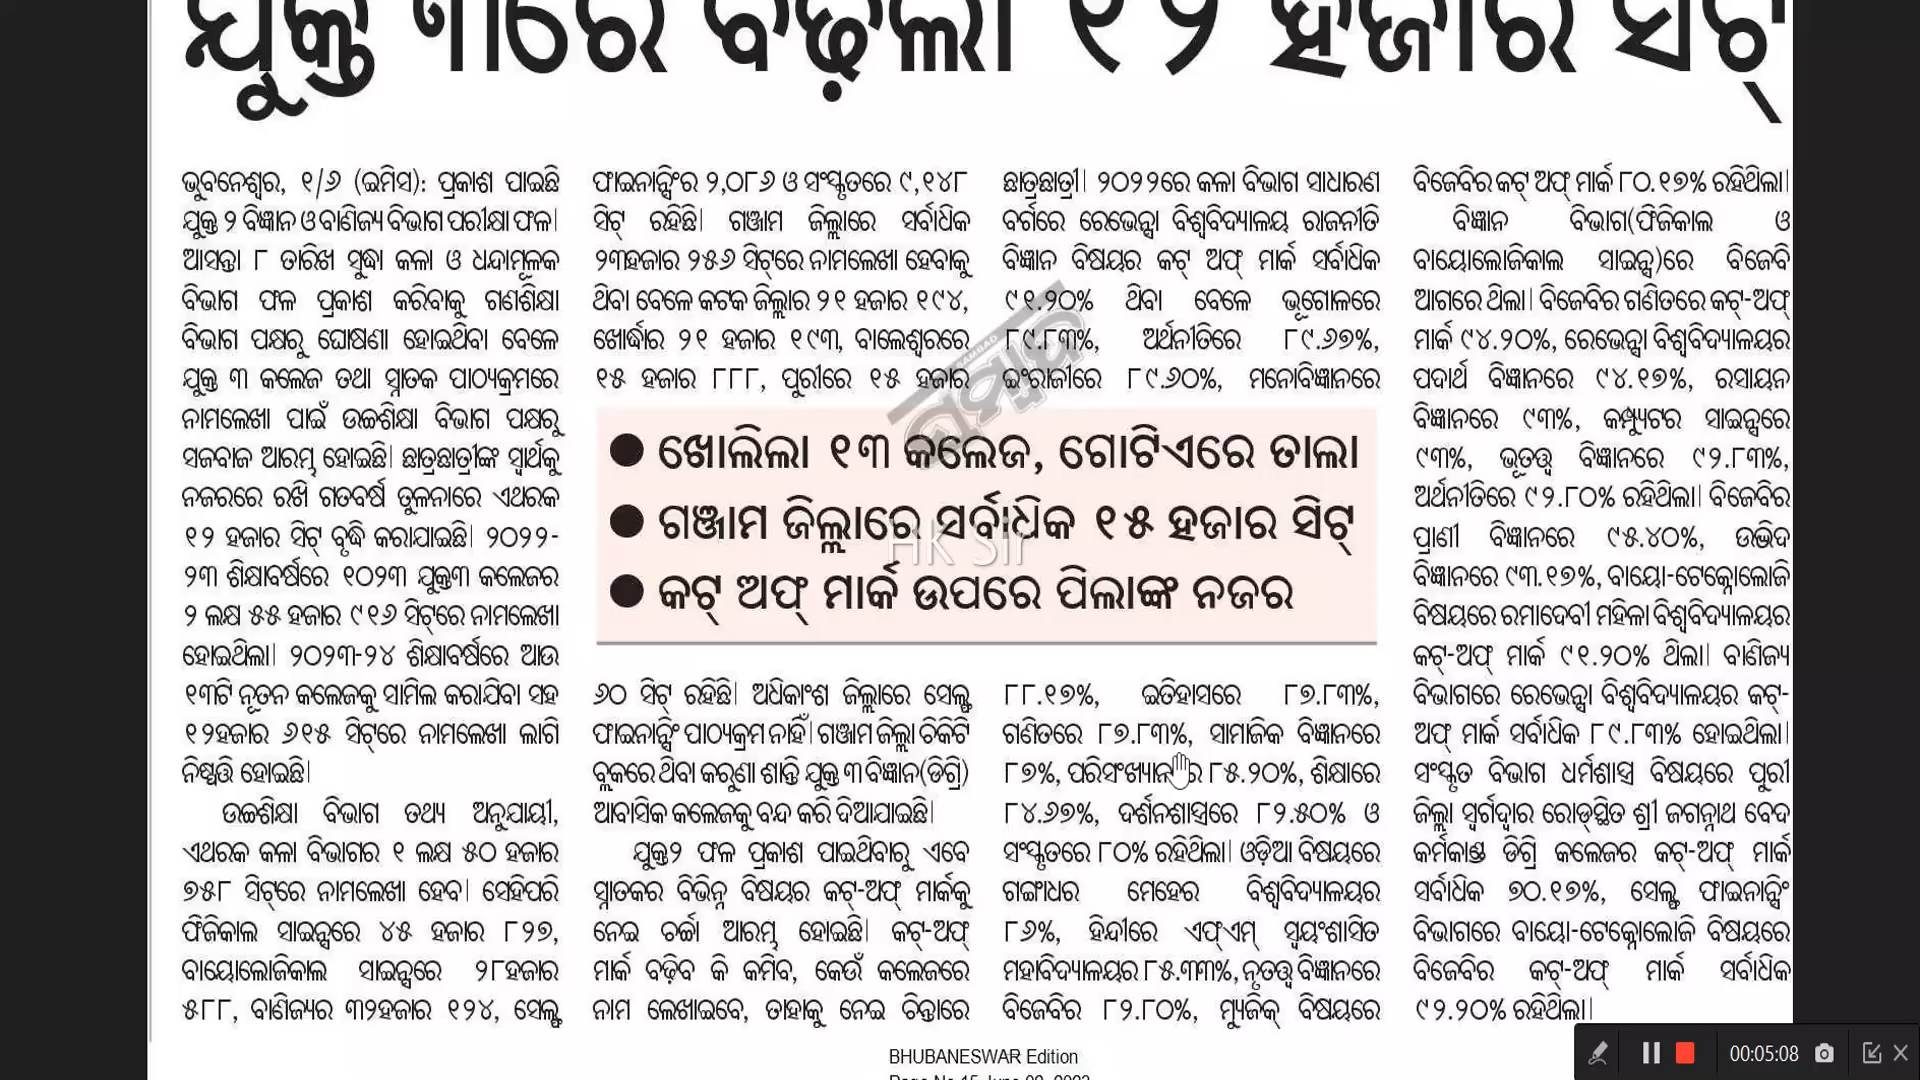 ଯୁକ୍ତ ୩ରେ ବଢ଼ିଲା ୧୨ ହଜାର ସିଟ୍
ଭୁବନେଶ୍ୱର, ୧/୬ (ଇମିସ): ପ୍ରକାଶ ପାଇଛି
ଯୁକ୍ତ ୨ ବିଜ୍ଞାନ ଓ ବାଣିଜ୍ୟ ବିଭାଗ ପରୀକ୍ଷା ଫଳ।
ଆସନ୍ତା ୮ ତାରିଖ ସୁଦ୍ଧା କଳା ଓ ଧନ୍ଦାମୂଳକ
ବିଭାଗ ଫଳ ପ୍ରକାଶ କରିବାକୁ ଗଣଶିକ୍ଷା
ବିଭାଗ ପକ୍ଷରୁ ଘୋଷଣା ହୋଇଥିବା ବେଳେ
ଯୁକ୍ତ ୩ କଲେଜ ତଥା ସ୍ନାତକ ପାଠ୍ୟକ୍ରମରେ
ନାମଲେଖା ପାଇଁ ଉଚ୍ଚଶିକ୍ଷା ବିଭାଗ ପକ୍ଷରୁ
ସଜବାଜ ଆରମ୍ଭ ହୋଇଛି। ଛାତ୍ରଛାତ୍ରୀଙ୍କ ସ୍ୱାର୍ଥକୁ
ନଜରରେ ରଖି ଗତବର୍ଷ ତୁଳନାରେ ଏଥରକ
୧୨ ହଜାର ସିଟ୍ ବୃଦ୍ଧି କରାଯାଇଛି। ୨୦୨୨-
୨୩ ଶିକ୍ଷାବର୍ଷରେ ୧୦୨୩ ଯୁକ୍ତ୩ କଲେଜର
୨ ଲକ୍ଷ ୫୫ ହଜାର ୯୧୬ ସିଟ୍‌ରେ ନାମଲେଖା
ହୋଇଥିଲା। ୨୦୨୩-୨୪ ଶିକ୍ଷାବର୍ଷରେ ଆଉ
୧୩ଟି ନୂତନ କଲେଜକୁ ସାମିଲ କରାଯିବା ସହ
୧୨ହଜାର ୬୧୫ ସିଟ୍‌ରେ ନାମଲେଖା ଲାଗି
ନିଷ୍ପତ୍ତି ହୋଇଛି।
ଉଚ୍ଚଶିକ୍ଷା ବିଭାଗ ତଥ୍ୟ ଅନୁଯାୟୀ,
ଏଥରକ କଳା ବିଭାଗର ୧ ଲକ୍ଷ ୫୦ ହଜାର
୭୫୮ ସିଟ୍‌ରେ ନାମଲେଖା ହେବ। ସେହିପରି
ଫିଜିକାଲ ସାଇନ୍ସରେ ୪୫ ହଜାର ୮୨୭,
ବାୟୋଲୋଜିକାଲ ସାଇନ୍ସରେ ୨୮ହଜାର
୫୮୮, ବାଣିଜ୍ୟର ୩୨ହଜାର ୧୨୪, ସେଲ୍ଫ
ଫାଇନାନ୍ସିଂର ୨,୦୮୬ ଓ ସଂସ୍କୃତରେ ୯,୧୪୮
ସିଟ୍ ରହିଛି। ଗଞ୍ଜାମ ଜିଲ୍ଲାରେ ସର୍ବାଧିକ
୨୩ହଜାର ୨୫୬ ସିଟ୍‌ରେ ନାମଲେଖା ହେବାକୁ
ଥିବା ବେଳେ କଟକ ଜିଲ୍ଲାର ୨୧ ହଜାର ୧୯୪,
ଖୋର୍ଦ୍ଧାର ୨୧ ହଜାର ୧୯୩, ବାଲେଶ୍ୱରରେ
୧୫ ହଜାର ୮୮୮, ପୁରୀରେ ୧୫ ହଜାର
● ଖୋଲିଲା ୧୩ କଲେଜ, ଗୋଟିଏରେ ତାଲା
● ଗଞ୍ଜାମ ଜିଲ୍ଲାରେ ସର୍ବାଧିକ ୧୫ ହଜାର ସିଟ୍
● କଟ୍ ଅଫ୍ ମାର୍କ ଉପରେ ପିଲାଙ୍କ ନଜର
୬୦ ସିଟ୍ ରହିଛି। ଅଧିକାଂଶ ଜିଲ୍ଲାରେ ସେଲ୍ଫ
ଫାଇନାନ୍ସିଂ ପାଠ୍ୟକ୍ରମ ନାହିଁ। ଗଞ୍ଜାମ ଜିଲ୍ଲା ଚିକିଟି
ବ୍ଲକରେ ଥିବା କରୁଣା ଶାନ୍ତି ଯୁକ୍ତ ୩ ବିଜ୍ଞାନ(ଡିଗ୍ରି)
ଆବାସିକ କଲେଜକୁ ବନ୍ଦ କରି ଦିଆଯାଇଛି।
ଯୁକ୍ତ୨ ଫଳ ପ୍ରକାଶ ପାଇଥିବାରୁ ଏବେ
ସ୍ନାତକର ବିଭିନ୍ନ ବିଷୟର କଟ୍-ଅଫ୍ ମାର୍କକୁ
ନେଇ ଚର୍ଚ୍ଚା ଆରମ୍ଭ ହୋଇଛି। କଟ୍-ଅଫ୍
ମାର୍କ ବଢ଼ିବ କି କମିବ, କେଉଁ କଲେଜରେ
ନାମ ଲେଖାଇବେ, ତାହାକୁ ନେଇ ଚିନ୍ତାରେ
ଛାତ୍ରଛାତ୍ରୀ। ୨୦୨୨ରେ କଳା ବିଭାଗ ସାଧାରଣ
ବର୍ଗରେ ରେଭେନ୍ସା ବିଶ୍ୱବିଦ୍ୟାଳୟ ରାଜନୀତି
ବିଜ୍ଞାନ ବିଷୟର କଟ୍ ଅଫ୍ ମାର୍କ ସର୍ବାଧିକ
୯୧.୨୦% ଥିବା ବେଳେ ଭୂଗୋଳରେ
୮୯.୮୩%, ଅର୍ଥନୀତିରେ ୮୯.୬୭%,
ଇଂରାଜୀରେ ୮୯.୬୦%, ମନୋବିଜ୍ଞାନରେ
୮୮.୧୭%, ଇତିହାସରେ ୮୭.୮୩%,
ଗଣିତରେ ୮୭.୮୩%, ସାମାଜିକ ବିଜ୍ଞାନରେ
୮୭%, ପରିସଂଖ୍ୟାନରେ ୮୫.୨୦%, ଶିକ୍ଷାରେ
୮୪.୬୭%, ଦର୍ଶନଶାସ୍ତ୍ରରେ ୮୨.୫୦% ଓ
ସଂସ୍କୃତରେ ୮୦% ରହିଥିଲା। ଓଡ଼ିଆ ବିଷୟରେ
ଗଙ୍ଗାଧର ମେହେର ବିଶ୍ୱବିଦ୍ୟାଳୟର
୮୬%, ହିନ୍ଦୀରେ ଏଫ୍ଏମ୍ ସ୍ୱୟଂଶାସିତ
ମହାବିଦ୍ୟାଳୟର ୮୫.୩୩%, ନୃତତ୍ତ୍ୱ ବିଜ୍ଞାନରେ
ବିଜେବିର ୮୨.୮୦%, ମ୍ୟୁଜିକ୍ ବିଷୟରେ
ବିଜେବିର କଟ୍ ଅଫ୍ ମାର୍କ ୮୦.୧୭% ରହିଥିଲା।
ବିଜ୍ଞାନ ବିଭାଗ(ଫିଜିକାଲ ଓ
ବାୟୋଲୋଜିକାଲ ସାଇନ୍ସ)ରେ ବିଜେବି
ଆଗରେ ଥିଲା। ବିଜେବିର ଗଣିତରେ କଟ୍-ଅଫ୍
ମାର୍କ ୯୪.୨୦%, ରେଭେନ୍ସା ବିଶ୍ୱବିଦ୍ୟାଳୟର
ପଦାର୍ଥ ବିଜ୍ଞାନରେ ୯୪.୧୭%, ରସାୟନ
ବିଜ୍ଞାନରେ ୯୩%, କମ୍ପ୍ୟୁଟର ସାଇନ୍ସରେ
୯୩%, ଭୂତତ୍ତ୍ୱ ବିଜ୍ଞାନରେ ୯୨.୮୩%,
ଅର୍ଥନୀତିରେ ୯୨.୮୦% ରହିଥିଲା। ବିଜେବିର
ପ୍ରାଣୀ ବିଜ୍ଞାନରେ ୯୫.୪୦%, ଉଦ୍ଭିଦ
ବିଜ୍ଞାନରେ ୯୩.୧୭%, ବାୟୋ-ଟେକ୍ନୋଲୋଜି
ବିଷୟରେ ରମାଦେବୀ ମହିଳା ବିଶ୍ୱବିଦ୍ୟାଳୟର
କଟ୍-ଅଫ୍ ମାର୍କ ୯୧.୨୦% ଥିଲା। ବାଣିଜ୍ୟ
ବିଭାଗରେ ରେଭେନ୍ସା ବିଶ୍ୱବିଦ୍ୟାଳୟର କଟ୍-
ଅଫ୍ ମାର୍କ ସର୍ବାଧିକ ୮୯.୮୩% ହୋଇଥିଲା।
ସଂସ୍କୃତ ବିଭାଗ ଧର୍ମଶାସ୍ତ୍ର ବିଷୟରେ ପୁରୀ
ଜିଲ୍ଲା ସ୍ୱର୍ଗଦ୍ୱାର ରୋଡ୍‌ସ୍ଥିତ ଶ୍ରୀ ଜଗନ୍ନାଥ ବେଦ
କର୍ମକାଣ୍ଡ ଡିଗ୍ରି କଲେଜର କଟ୍-ଅଫ୍ ମାର୍କ
ସର୍ବାଧିକ ୭୦.୧୭%, ସେଲ୍ଫ ଫାଇନାନ୍ସିଂ
ବିଭାଗରେ ବାୟୋ-ଟେକ୍ନୋଲୋଜି ବିଷୟରେ
ବିଜେବିର କଟ୍-ଅଫ୍ ମାର୍କ ସର୍ବାଧିକ
୯୨.୨୦% ରହିଥିଲା।
ସମ୍ବାଦ
SAMBAD
HK Sir
BHUBANESWAR Edition
Page No 15 June 02, 2023
00:05:08